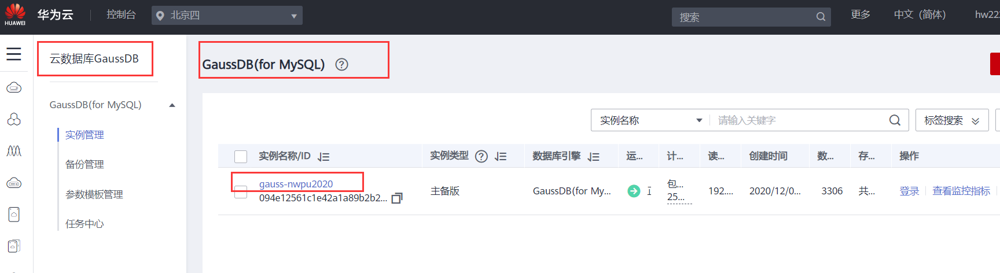 HUAWEI
华为云
控制台
北京四
搜索
更多
中文（简体）
hw22
云数据库GaussDB
GaussDB(for MySQL)
实例管理
备份管理
参数模板管理
任务中心
GaussDB(for MySQL)
实例名称
请输入关键字
标签搜索
实例名称/ID
实例类型
数据库引擎
运...
计...
读...
创建时间
数...
存...
操作
gauss-nwpu2020
094e12561c1e42a1a89b2b2...
主备版
GaussDB(for My...
包...
25...
192....
2020/12/0...
3306
共...
登录
查看监控指标